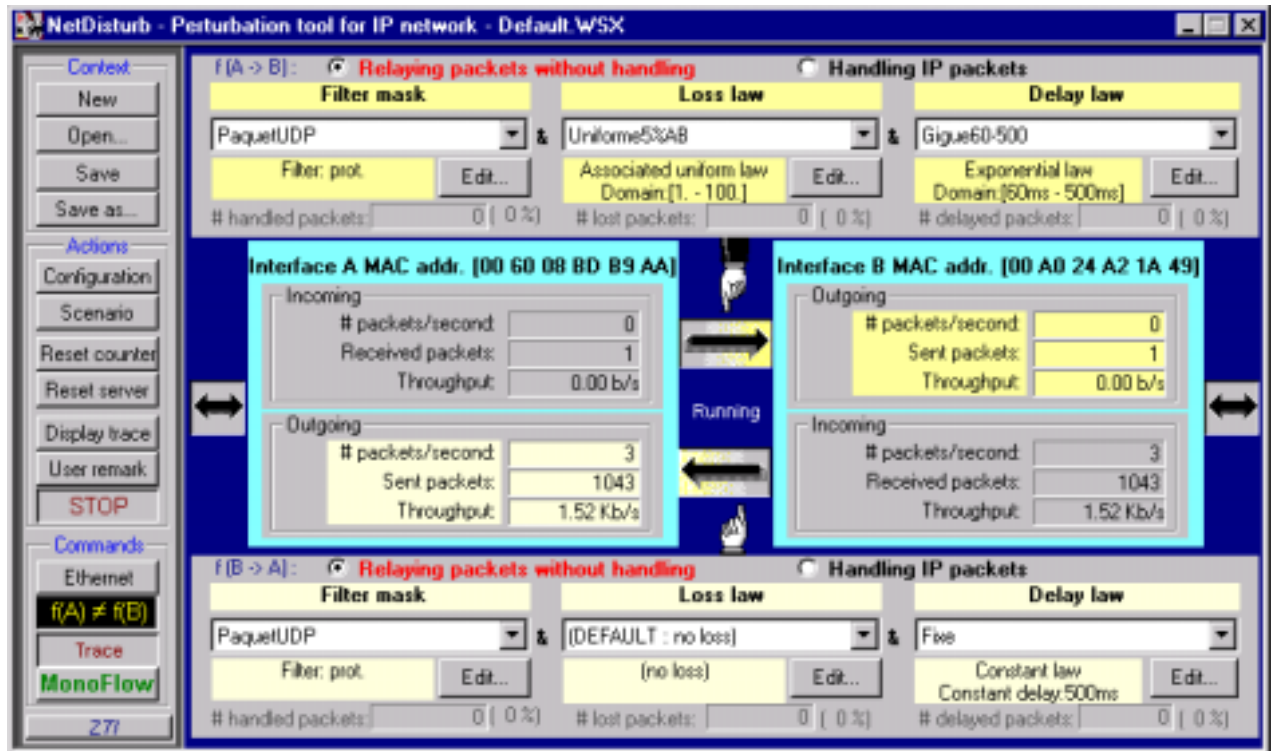 NetDisturb - Perturbation tool for IP network - Default.WSX
Context
New
Open...
Save
Save as...
Actions
Configuration
Scenario
Reset counter
Reset server
Display trace
User remark
STOP
Commands
Ethernet
f(A) ≠ f(B)
Trace
MonoFlow
ZTI
f (A -> B) : Relaying packets without handling Handling IP packets
Filter mask Loss law Delay law
PaquetUDP & Uniforme5%AB & Gigue60-500
Filter: prot. Edit... Associated uniform law Edit... Exponential law Edit...
Domain:[1. - 100.] Domain:[60ms - 500ms]
# handled packets: 0 ( 0 %) # lost packets: 0 ( 0 %) # delayed packets: 0 ( 0 %)
Interface A MAC addr. [00 60 08 BD B9 AA] Interface B MAC addr. [00 A0 24 A2 1A 49]
Incoming Outgoing
# packets/second: 0 # packets/second: 0
Received packets: 1 Sent packets: 1
Throughput: 0.00 b/s Throughput: 0.00 b/s
Running
Outgoing Incoming
# packets/second: 3 # packets/second: 3
Sent packets: 1043 Received packets: 1043
Throughput: 1.52 Kb/s Throughput: 1.52 Kb/s
f (B -> A) : Relaying packets without handling Handling IP packets
Filter mask Loss law Delay law
PaquetUDP & (DEFAULT : no loss) & Fixe
Filter: prot. Edit... (no loss) Edit... Constant law Edit...
Constant delay:500ms
# handled packets: 0 ( 0 %) # lost packets: 0 ( 0 %) # delayed packets: 0 ( 0 %)